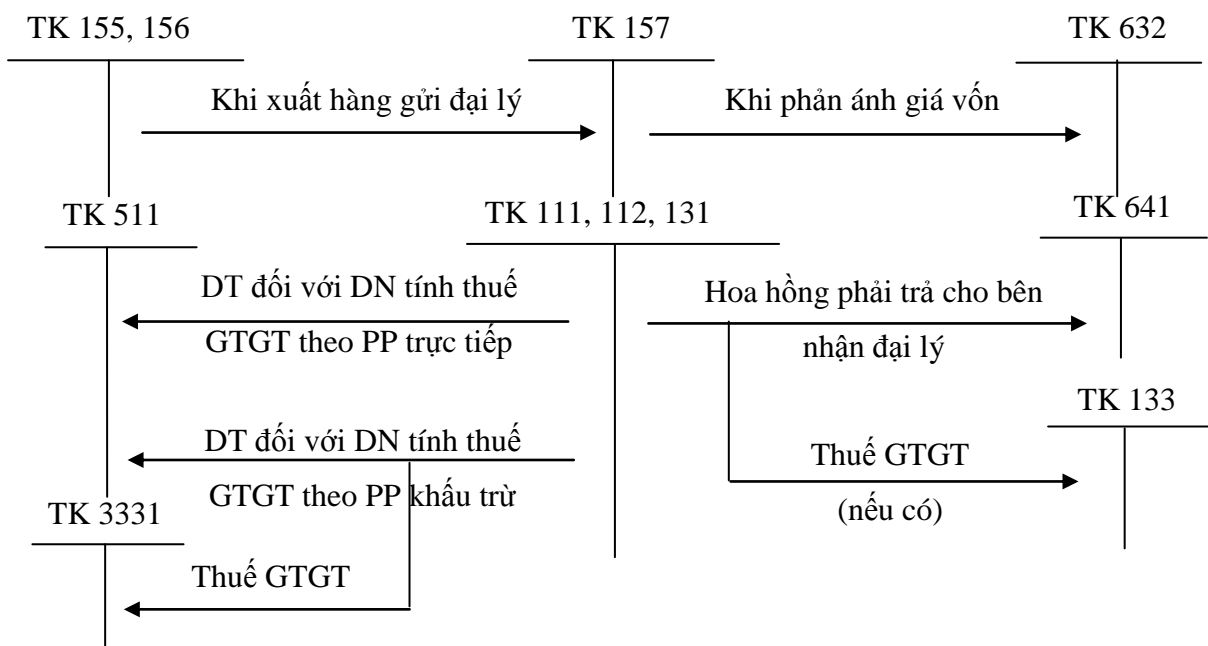 TK 155, 156
TK 157
TK 632
Khi xuất hàng gửi đại lý
Khi phản ánh giá vốn
TK 511
TK 111, 112, 131
TK 641
DT đối với DN tính thuế
GTGT theo PP trực tiếp
Hoa hồng phải trả cho bên
nhận đại lý
TK 133
DT đối với DN tính thuế
GTGT theo PP khấu trừ
Thuế GTGT
(nếu có)
TK 3331
Thuế GTGT